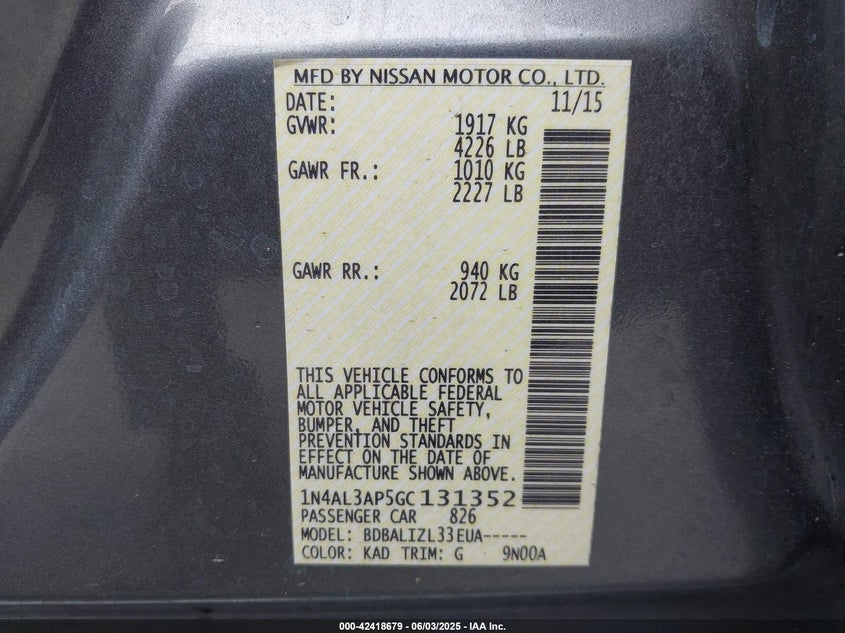 MFD BY NISSAN MOTOR CO., LTD.
DATE: 11/15
GVWR: 1917 KG
4226 LB
GAWR FR.: 1010 KG
2227 LB
GAWR RR.: 940 KG
2072 LB
THIS VEHICLE CONFORMS TO
ALL APPLICABLE FEDERAL
MOTOR VEHICLE SAFETY,
BUMPER, AND THEFT
PREVENTION STANDARDS IN
EFFECT ON THE DATE OF
MANUFACTURE SHOWN ABOVE.
1N4AL3AP5GC131352
PASSENGER CAR 826
MODEL: BDBALIZL33EUA-----
COLOR: KAD TRIM: G 9N00A
000-42418679 - 06/03/2025 - IAA Inc.